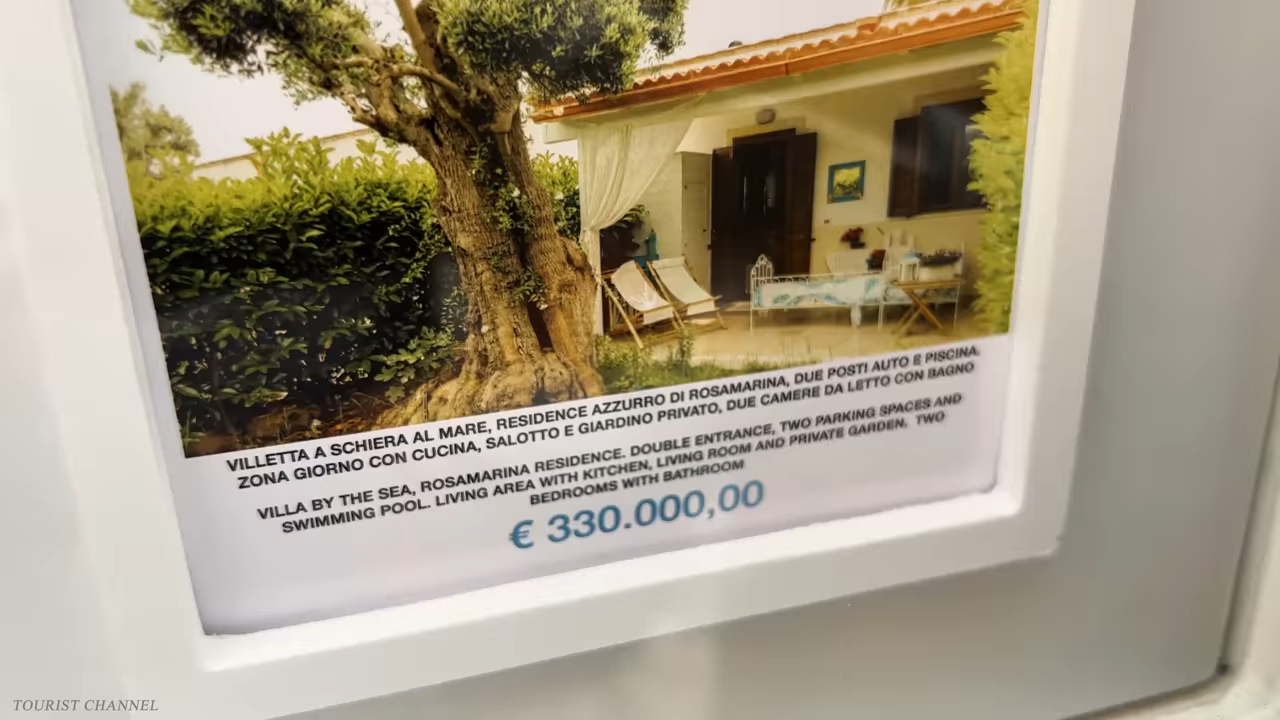 VILLETTA A SCHIERA AL MARE, RESIDENCE AZZURRO DI ROSAMARINA, DUE POSTI AUTO E PISCINA.
ZONA GIORNO CON CUCINA, SALOTTO E GIARDINO PRIVATO, DUE CAMERE DA LETTO CON BAGNO
VILLA BY THE SEA, ROSAMARINA RESIDENCE. DOUBLE ENTRANCE, TWO PARKING SPACES AND
SWIMMING POOL. LIVING AREA WITH KITCHEN, LIVING ROOM AND PRIVATE GARDEN. TWO
BEDROOMS WITH BATHROOM
€ 330.000,00
TOURIST CHANNEL